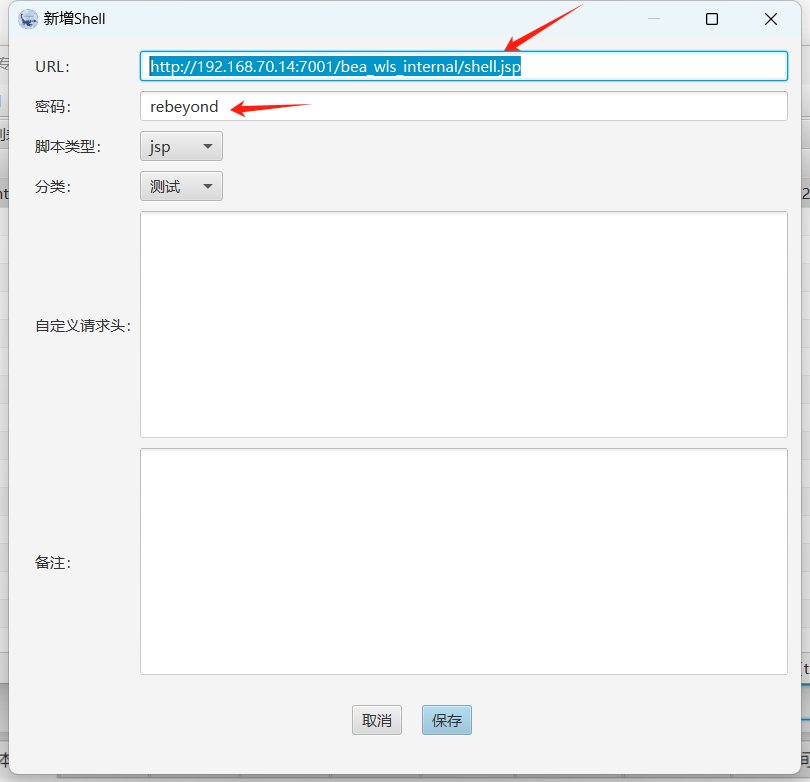 新增Shell
URL:
http://192.168.70.14:7001/bea_wls_internal/shell.jsp
密码:
rebeyond
脚本类型:
jsp
分类:
测试
自定义请求头:
备注:
取消
保存